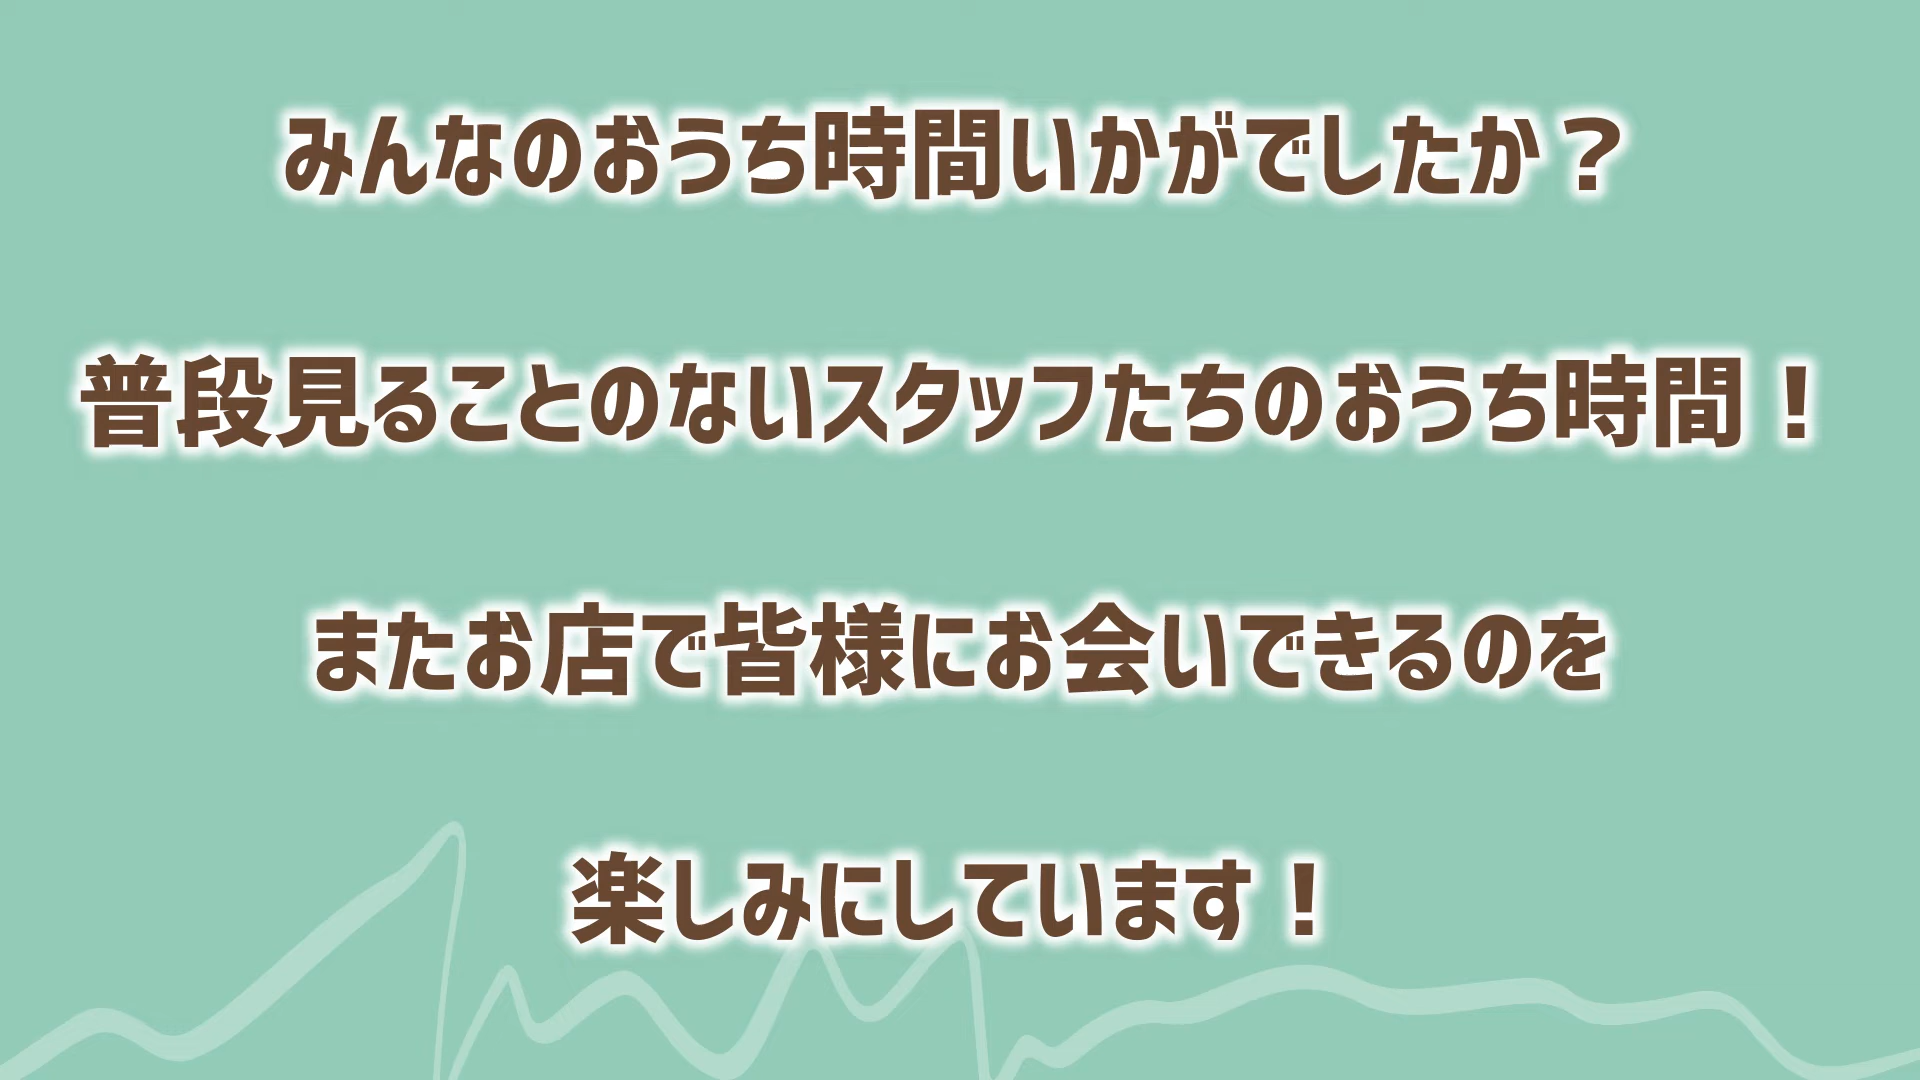 みんなのおうち時間いかがでしたか？
普段見ることのないスタッフたちのおうち時間！
またお店で皆様にお会いできるのを
楽しみにしています！